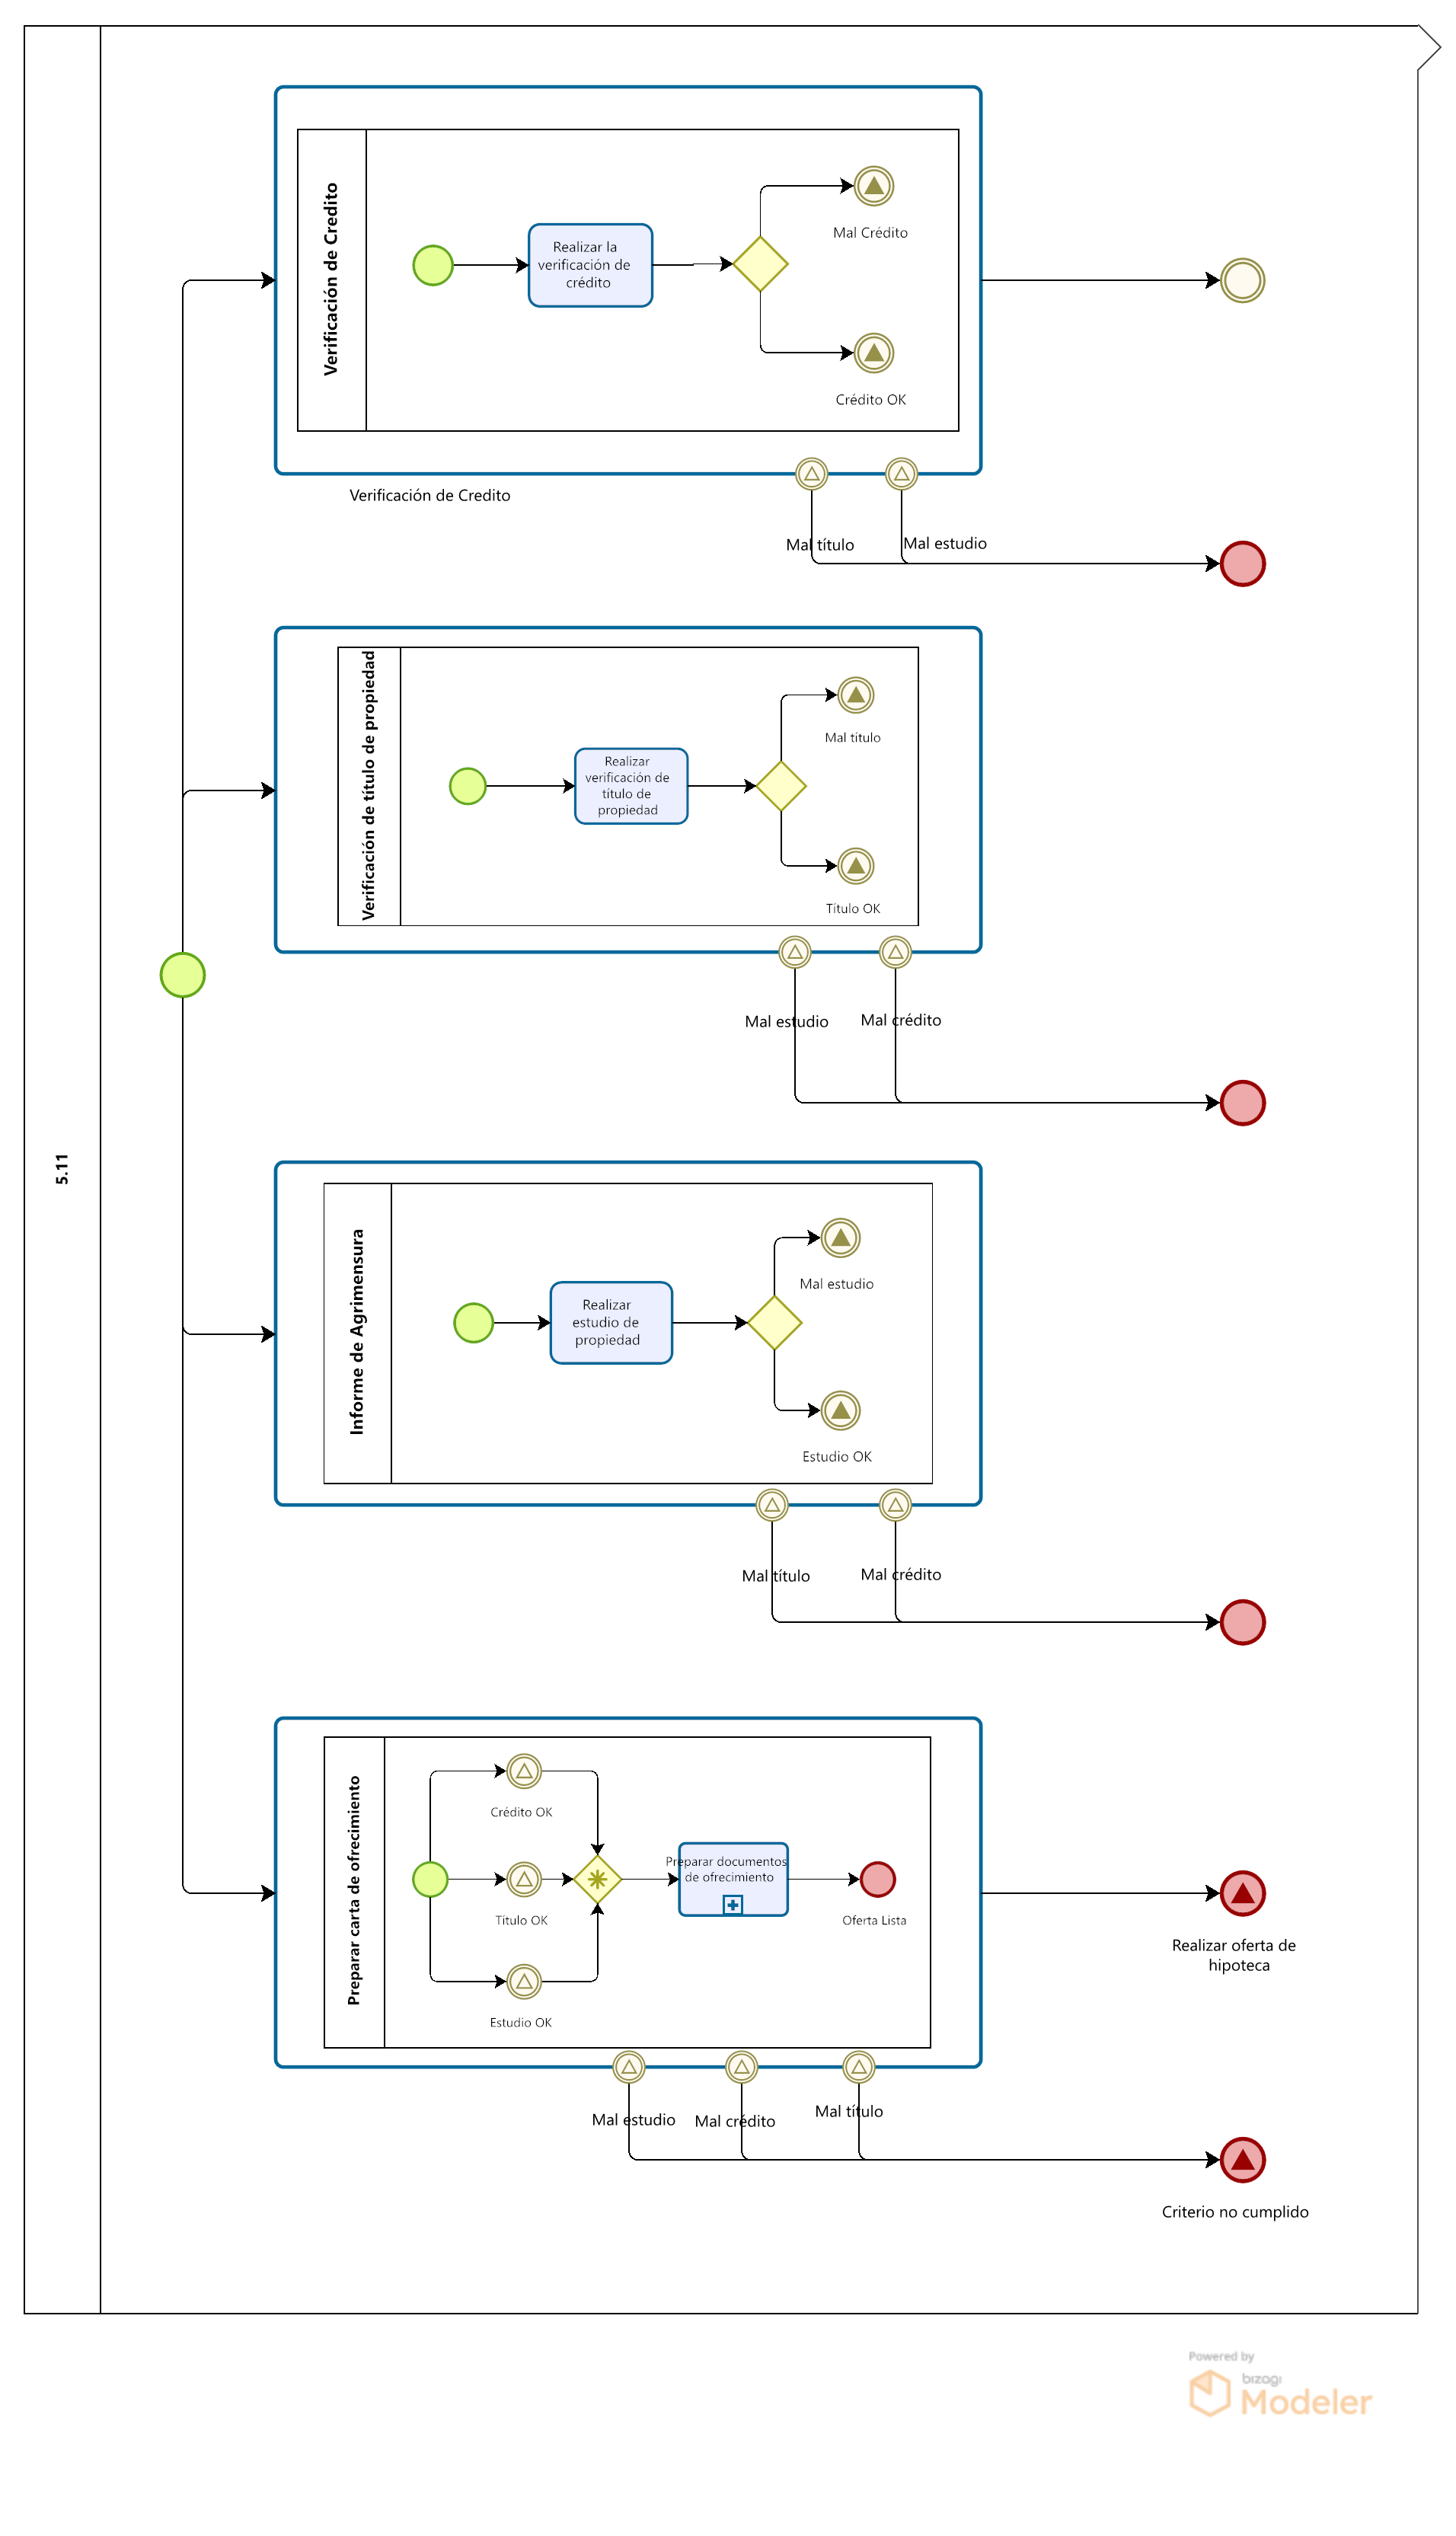 5.11
Verificación de Credito
Realizar la
verificación de
crédito
Mal Crédito
Crédito OK
Verificación de Credito
Mal título
Mal estudio
Verificación de título de propiedad
Realizar
verificación de
título de
propiedad
Mal titulo
Título OK
Mal estudio
Mal crédito
Informe de Agrimensura
Realizar
estudio de
propiedad
Mal estudio
Estudio OK
Mal título
Mal crédito
Preparar carta de ofrecimiento
Crédito OK
Título OK
Estudio OK
Preparar documentos
de ofrecimiento
Oferta Lista
Realizar oferta de
hipoteca
Mal estudio
Mal crédito
Mal título
Criterio no cumplido
Powered by
bizagi
Modeler